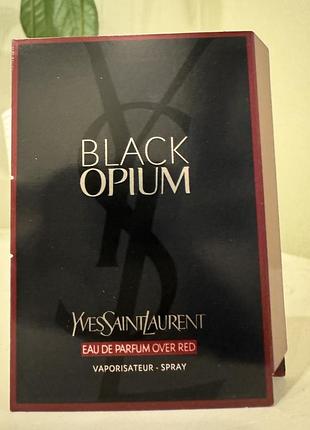 BLACK
OPIUM
YVESSAINTLAURENT
EAU DE PARFUM OVER RED
VAPORISATEUR - SPRAY